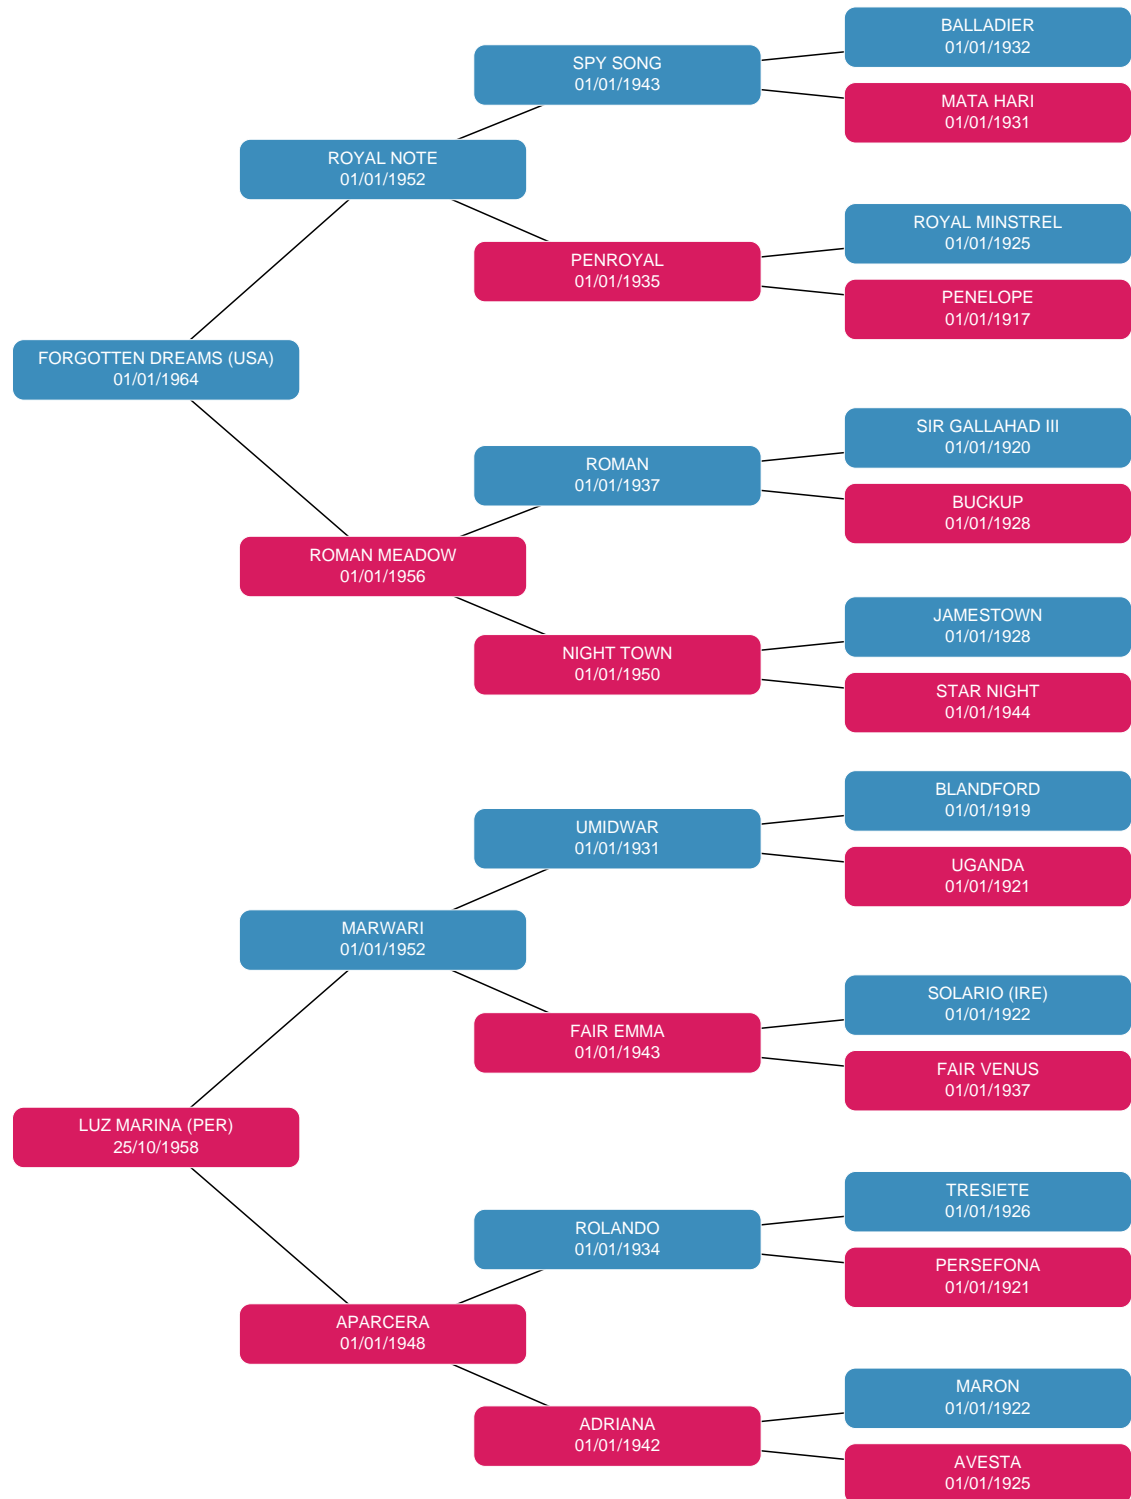 BALLADIER
01/01/1932
SPY SONG
01/01/1943
MATA HARI
01/01/1931
ROYAL NOTE
01/01/1952
ROYAL MINSTREL
01/01/1925
PENROYAL
01/01/1935
PENELOPE
01/01/1917
FORGOTTEN DREAMS (USA)
01/01/1964
SIR GALLAHAD III
01/01/1920
ROMAN
01/01/1937
BUCKUP
01/01/1928
ROMAN MEADOW
01/01/1956
JAMESTOWN
01/01/1928
NIGHT TOWN
01/01/1950
STAR NIGHT
01/01/1944
BLANDFORD
01/01/1919
UMIDWAR
01/01/1931
UGANDA
01/01/1921
MARWARI
01/01/1952
SOLARIO (IRE)
01/01/1922
FAIR EMMA
01/01/1943
FAIR VENUS
01/01/1937
LUZ MARINA (PER)
25/10/1958
TRESIETE
01/01/1926
ROLANDO
01/01/1934
PERSEFONA
01/01/1921
APARCERA
01/01/1948
MARON
01/01/1922
ADRIANA
01/01/1942
AVESTA
01/01/1925